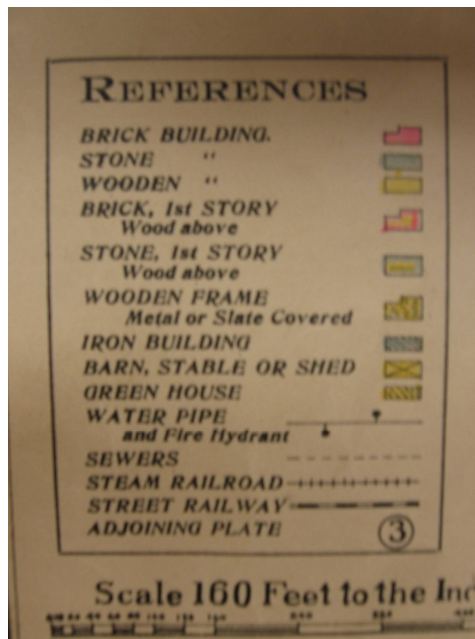 REFERENCES
BRICK BUILDING.
STONE "
WOODEN "
BRICK, 1st STORY
Wood above
STONE, 1st STORY
Wood above
WOODEN FRAME
Metal or Slate Covered
IRON BUILDING
BARN, STABLE OR SHED
GREEN HOUSE
WATER PIPE
and Fire Hydrant
SEWERS
STEAM RAILROAD
STREET RAILWAY
ADJOINING PLATE 3
Scale 160 Feet to the Ind